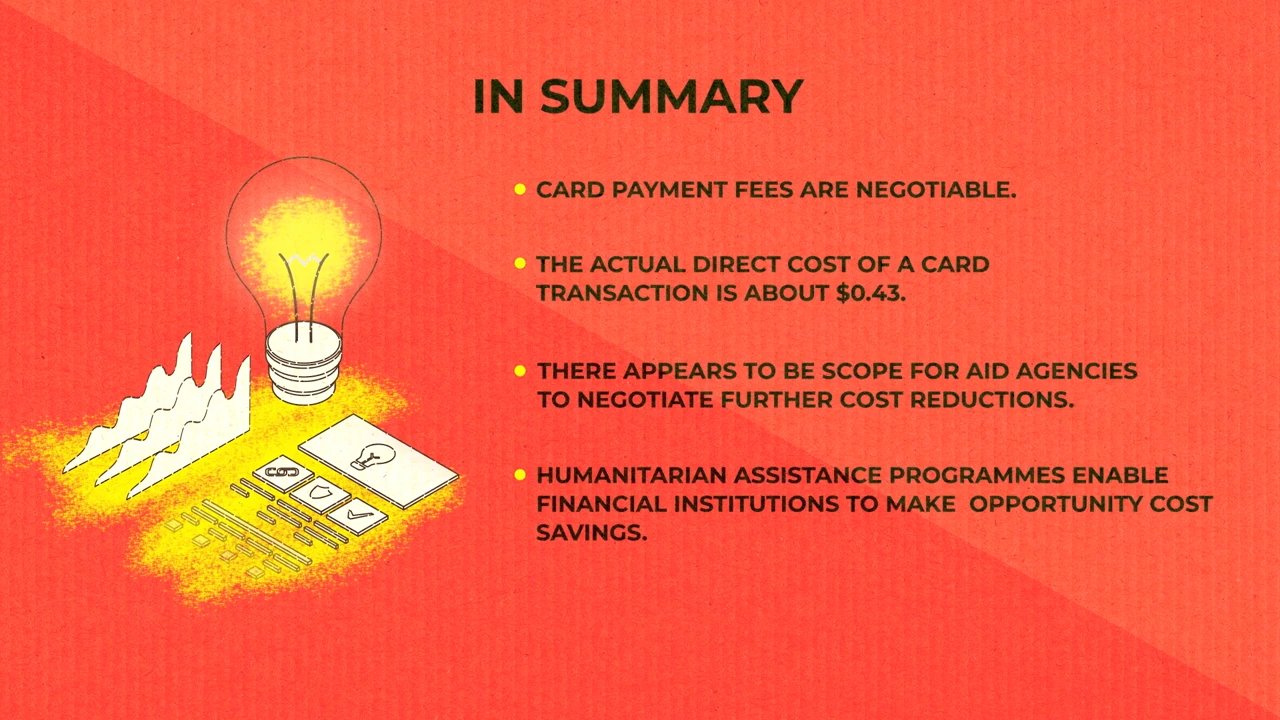 IN SUMMARY
CARD PAYMENT FEES ARE NEGOTIABLE.
THE ACTUAL DIRECT COST OF A CARD
TRANSACTION IS ABOUT $0.43.
THERE APPEARS TO BE SCOPE FOR AID AGENCIES
TO NEGOTIATE FURTHER COST REDUCTIONS.
HUMANITARIAN ASSISTANCE PROGRAMMES ENABLE
FINANCIAL INSTITUTIONS TO MAKE  OPPORTUNITY COST
SAVINGS.